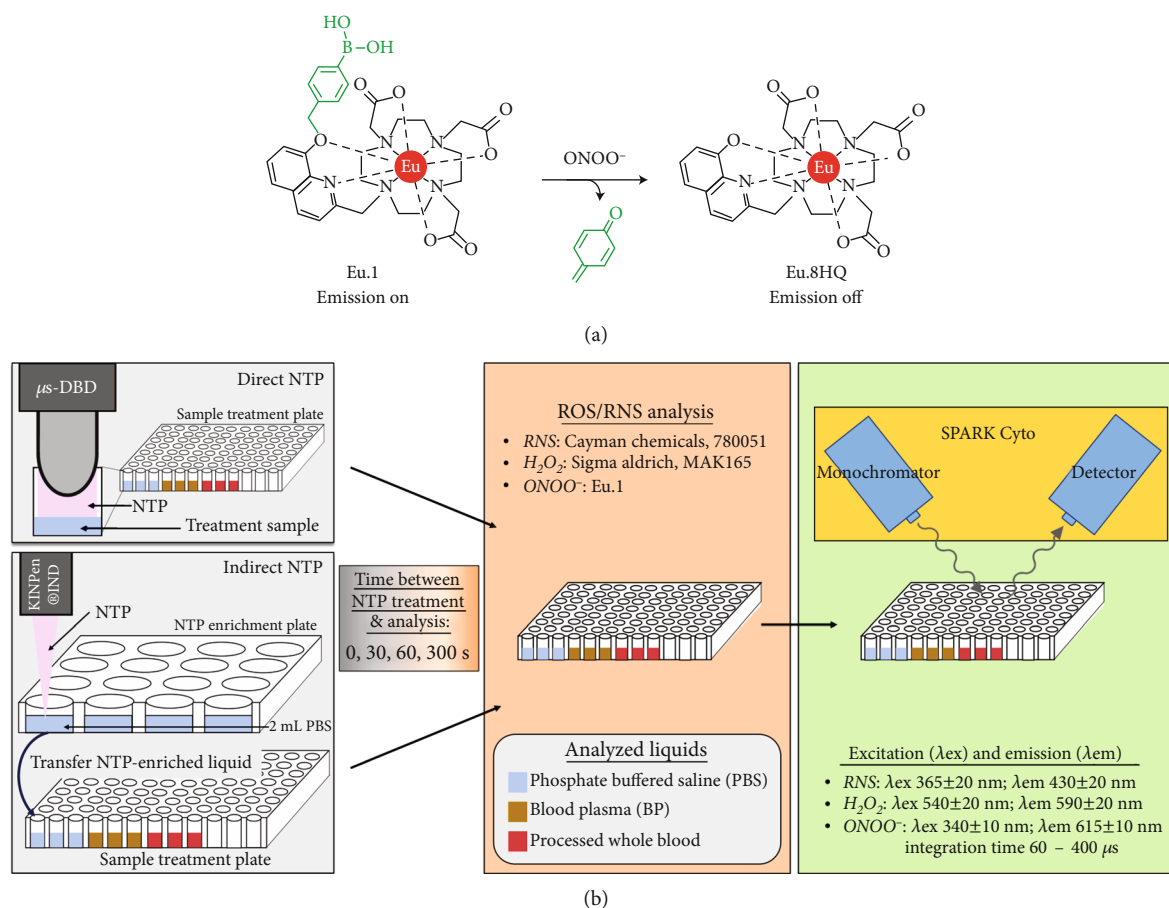 HO
B
OH
O
O
O
O
N
N
O
Eu
N
N
N
O
O
O
Eu.1
Emission on
ONOO⁻
O
O
O
O
O
N
N
O
Eu
N
N
N
O
O
O
Eu.8HQ
Emission off
(a)
μs-DBD
Direct NTP
Sample treatment plate
NTP
Treatment sample
KINPen
®IND
Indirect NTP
NTP
NTP enrichment plate
2 mL PBS
Transfer NTP-enriched liquid
Sample treatment plate
Time between
NTP treatment
& analysis:
0, 30, 60, 300 s
ROS/RNS analysis
• RNS: Cayman chemicals, 780051
• H₂O₂: Sigma aldrich, MAK165
• ONOO⁻: Eu.1
Analyzed liquids
Phosphate buffered saline (PBS)
Blood plasma (BP)
Processed whole blood
SPARK Cyto
Monochromator
Detector
Excitation (λex) and emission (λem)
• RNS: λex 365±20 nm; λem 430±20 nm
• H₂O₂: λex 540±20 nm; λem 590±20 nm
• ONOO⁻: λex 340±10 nm; λem 615±10 nm
integration time 60 – 400 μs
(b)